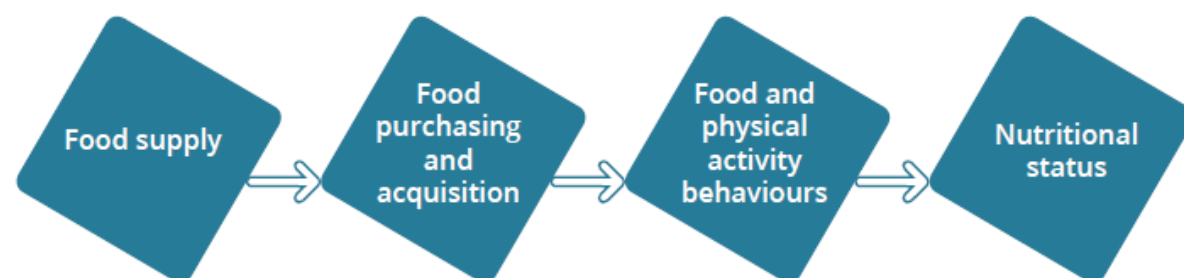 Food supply
Food
purchasing
and
acquisition
Food and
physical
activity
behaviours
Nutritional
status